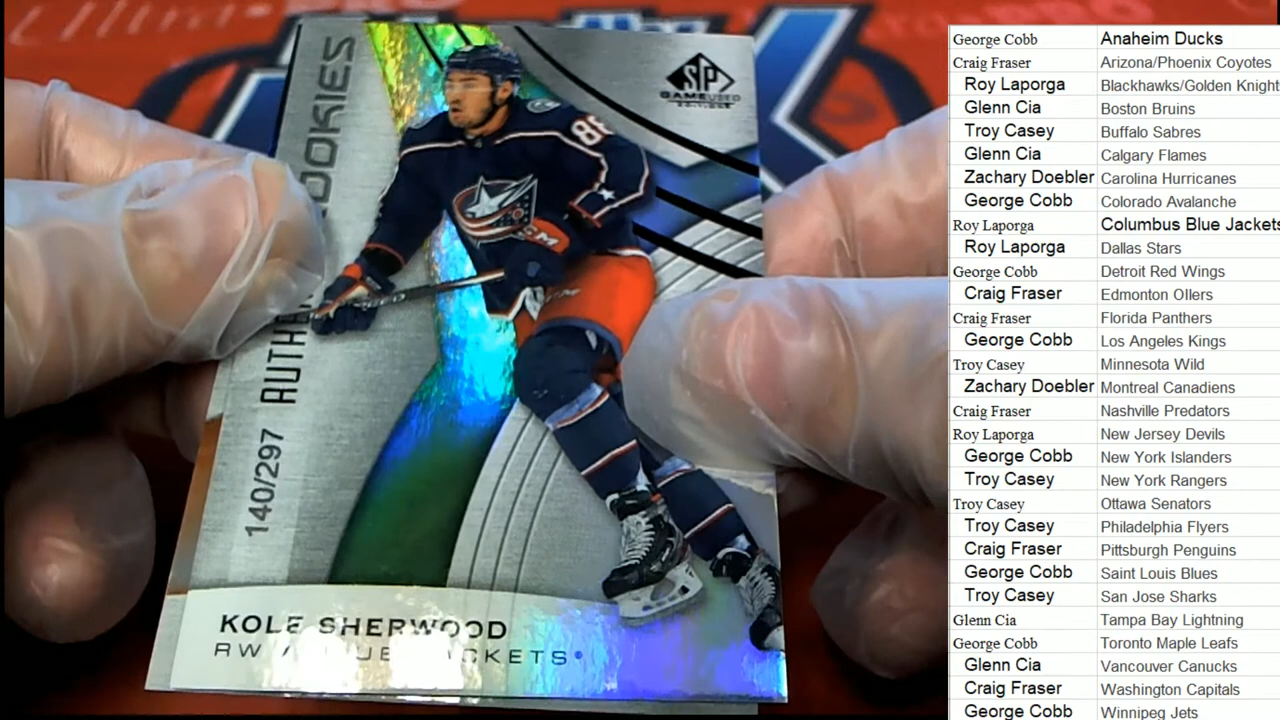 Ultra PRO
PRO
ROOKIES
SP
GAME USED
EDITION
88
CCM
AUTHE
140/297
KOLE SHERWOOD
RW BLUE JACKETS
George Cobb Anaheim Ducks
Craig Fraser Arizona/Phoenix Coyotes
Roy Laporga Blackhawks/Golden Knight
Glenn Cia Boston Bruins
Troy Casey Buffalo Sabres
Glenn Cia Calgary Flames
Zachary Doebler Carolina Hurricanes
George Cobb Colorado Avalanche
Roy Laporga Columbus Blue Jackets
Roy Laporga Dallas Stars
George Cobb Detroit Red Wings
Craig Fraser Edmonton OIlers
Craig Fraser Florida Panthers
George Cobb Los Angeles Kings
Troy Casey Minnesota Wild
Zachary Doebler Montreal Canadiens
Craig Fraser Nashville Predators
Roy Laporga New Jersey Devils
George Cobb New York Islanders
Troy Casey New York Rangers
Troy Casey Ottawa Senators
Troy Casey Philadelphia Flyers
Craig Fraser Pittsburgh Penguins
George Cobb Saint Louis Blues
Troy Casey San Jose Sharks
Glenn Cia Tampa Bay Lightning
George Cobb Toronto Maple Leafs
Glenn Cia Vancouver Canucks
Craig Fraser Washington Capitals
George Cobb Winnipeg Jets